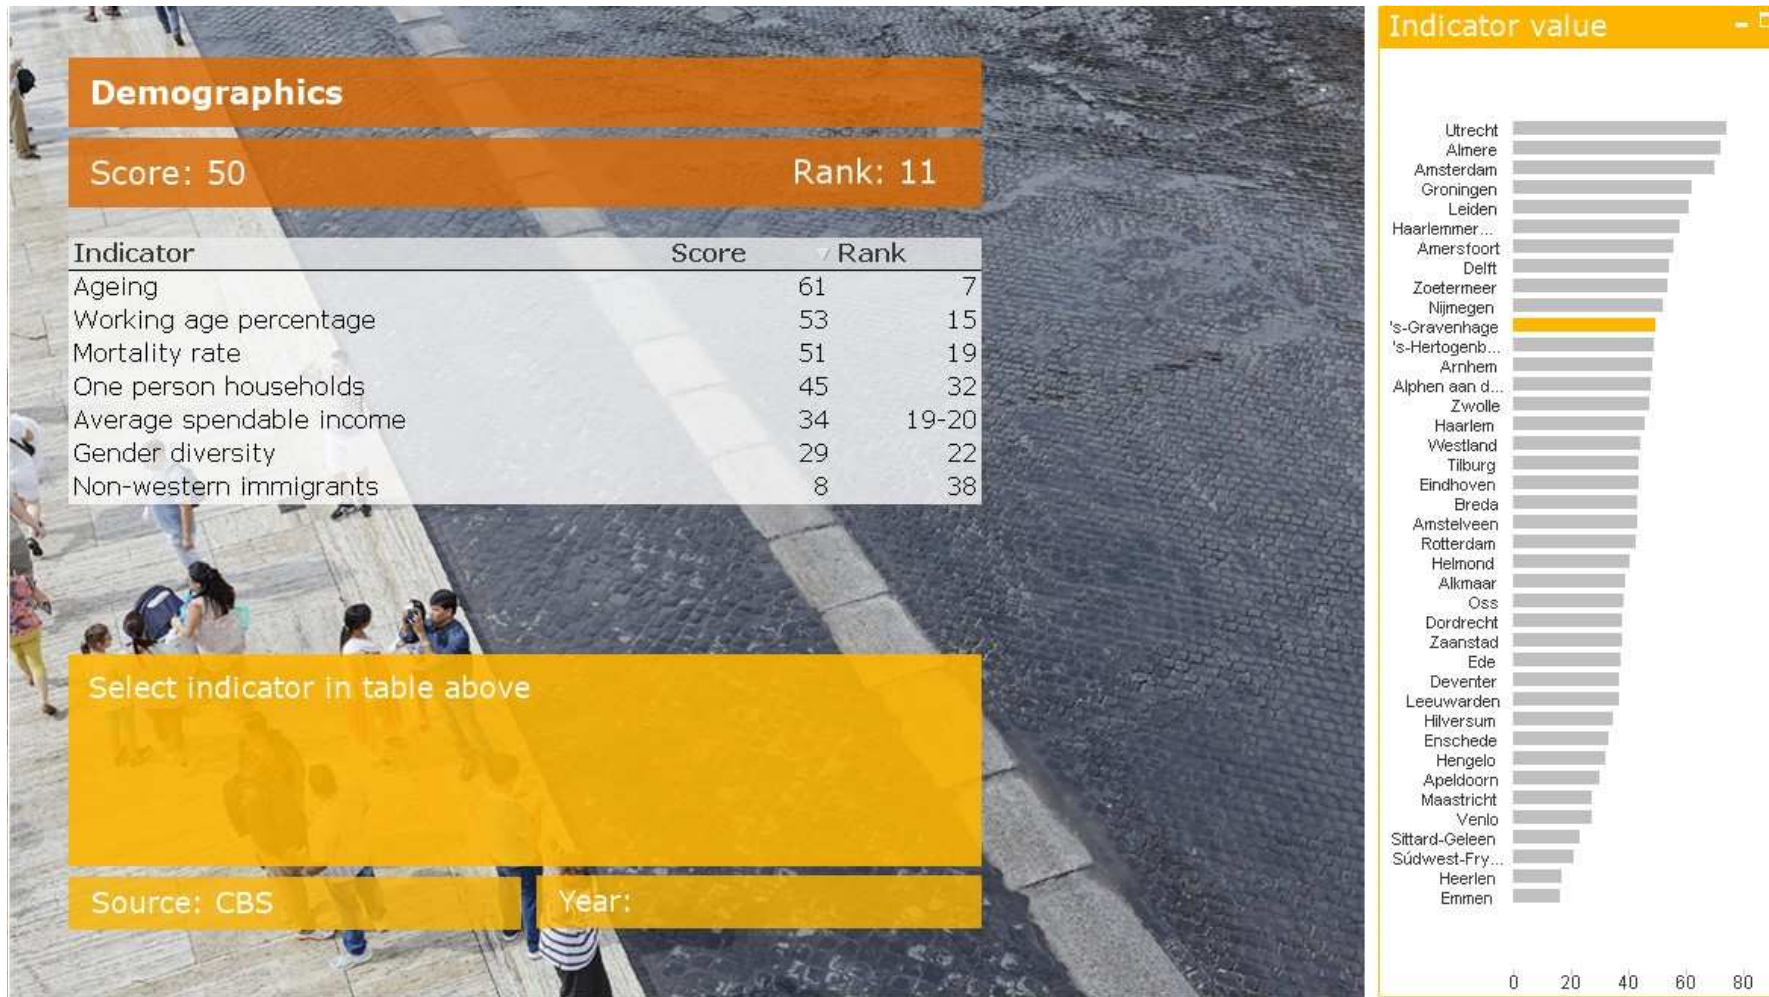 Demographics
Score: 50 Rank: 11
Indicator Score Rank
Ageing 61 7
Working age percentage 53 15
Mortality rate 51 19
One person households 45 32
Average spendable income 34 19-20
Gender diversity 29 22
Non-western immigrants 8 38
Select indicator in table above
Source: CBS Year:
Indicator value
Utrecht
Almere
Amsterdam
Groningen
Leiden
Haarlemmer...
Amersfoort
Delft
Zoetermeer
Nijmegen
's-Gravenhage
's-Hertogenb...
Arnhem
Alphen aan d...
Zwolle
Haarlem
Westland
Tilburg
Eindhoven
Breda
Amstelveen
Rotterdam
Helmond
Alkmaar
Oss
Dordrecht
Zaanstad
Ede
Deventer
Leeuwarden
Hilversum
Enschede
Hengelo
Apeldoorn
Maastricht
Venlo
Sittard-Geleen
Súdwest-Fry...
Heerlen
Emmen
0 20 40 60 80